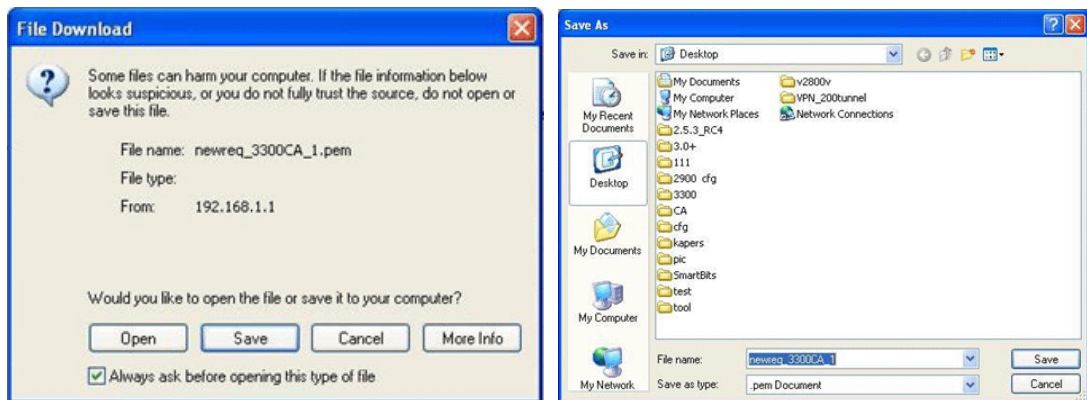 File Download
Some files can harm your computer. If the file information below
looks suspicious, or you do not fully trust the source, do not open or
save this file.
File name: newreq_3300CA_1.pem
File type:
From: 192.168.1.1
Would you like to open the file or save it to your computer?
Open Save Cancel More Info
Always ask before opening this type of file
Save As
Save in: Desktop
My Recent
Documents
Desktop
My Documents
My Computer
My Network
My Documents
My Computer
My Network Places
2.5.3_RC4
3.0+
111
2900 cfg
3300
CA
cfg
kapers
pic
SmartBits
test
tool
v2800v
VPN_200tunnel
Network Connections
File name: newreq_3300CA_1 Save
Save as type: .pem Document Cancel